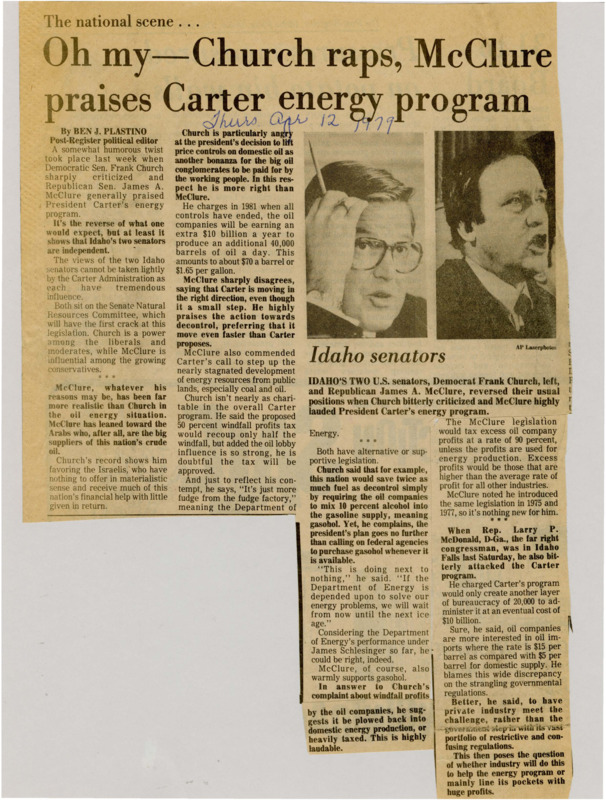 The national scene . . .
Oh my—Church raps, McClure
praises Carter energy program
Thurs Apr 12 1979
By BEN J. PLASTINO
Post-Register political editor
A somewhat humorous twist
took place last week when
Democratic Sen. Frank Church
sharply criticized and
Republican Sen. James A.
McClure generally praised
President Carter's energy
program.
It's the reverse of what one
would expect, but at least it
shows that Idaho's two senators
are independent.
The views of the two Idaho
senators cannot be taken lightly
by the Carter Administration as
each have tremendous
influence.
Both sit on the Senate Natural
Resources Committee, which
will have the first crack at this
legislation. Church is a power
among the liberals and
moderates, while McClure is
influential among the growing
conservatives.
* * *
McClure, whatever his
reasons may be, has been far
more realistic than Church in
the oil energy situation.
McClure has leaned toward the
Arabs who, after all, are the big
suppliers of this nation's crude
oil.
Church's record shows him
favoring the Israelis, who have
nothing to offer in materialistic
sense and receive much of this
nation's financial help with little
given in return.
Church is particularly angry
at the president's decision to lift
price controls on domestic oil as
another bonanza for the big oil
conglomerates to be paid for by
the working people. In this res-
pect he is more right than
McClure.
He charges in 1981 when all
controls have ended, the oil
companies will be earning an
extra $10 billion a year to
produce an additional 40,000
barrels of oil a day. This
amounts to about $70 a barrel or
$1.65 per gallon.
McClure sharply disagrees,
saying that Carter is moving in
the right direction, even though
it a small step. He highly
praises the action towards
decontrol, preferring that it
move even faster than Carter
proposes.
McClure also commended
Carter's call to step up the
nearly stagnated development
of energy resources from public
lands, especially coal and oil.
Church isn't nearly as chari-
table in the overall Carter
program. He said the proposed
50 percent windfall profits tax
would recoup only half the
windfall, but added the oil lobby
influence is so strong, he is
doubtful the tax will be
approved.
And just to reflect his con-
tempt, he says, "It's just more
fudge from the fudge factory,"
meaning the Department of
AP Laserphotos
Idaho senators
IDAHO'S TWO U.S. senators, Democrat Frank Church, left,
and Republican James A. McClure, reversed their usual
positions when Church bitterly criticized and McClure highly
lauded President Carter's energy program.
Energy.
* * *
Both have alternative or sup-
portive legislation.
Church said that for example,
this nation would save twice as
much fuel as decontrol simply
by requiring the oil companies
to mix 10 percent alcohol into
the gasoline supply, meaning
gasohol. Yet, he complains, the
president's plan goes no further
than calling on federal agencies
to purchase gasohol whenever it
is available.
"This is doing next to
nothing," he said. "If the
Department of Energy is
depended upon to solve our
energy problems, we will wait
from now until the next ice
age."
Considering the Department
of Energy's performance under
James Schlesinger so far, he
could be right, indeed.
McClure, of course, also
warmly supports gasohol.
In answer to Church's
complaint about windfall profits
by the oil companies, he sug-
gests it be plowed back into
domestic energy production, or
heavily taxed. This is highly
laudable.
The McClure legislation
would tax excess oil company
profits at a rate of 90 percent,
unless the profits are used for
energy production. Excess
profits would be those that are
higher than the average rate of
profit for all other industries.
McClure noted he introduced
the same legislation in 1975 and
1977, so it's nothing new for him.
* * *
When Rep. Larry P.
McDonald, D-Ga., the far right
congressman, was in Idaho
Falls last Saturday, he also bit-
terly attacked the Carter
program.
He charged Carter's program
would only create another layer
of bureaucracy of 20,000 to ad-
minister it at an eventual cost of
$10 billion.
Sure, he said, oil companies
are more interested in oil im-
ports where the rate is $15 per
barrel as compared with $5 per
barrel for domestic supply. He
blames this wide discrepancy
on the strangling governmental
regulations.
Better, he said, to have
private industry meet the
challenge, rather than the
government step in with its vast
portfolio of restrictive and con-
fusing regulations.
This then poses the question
of whether industry will do this
to help the energy program or
mainly line its pockets with
huge profits.